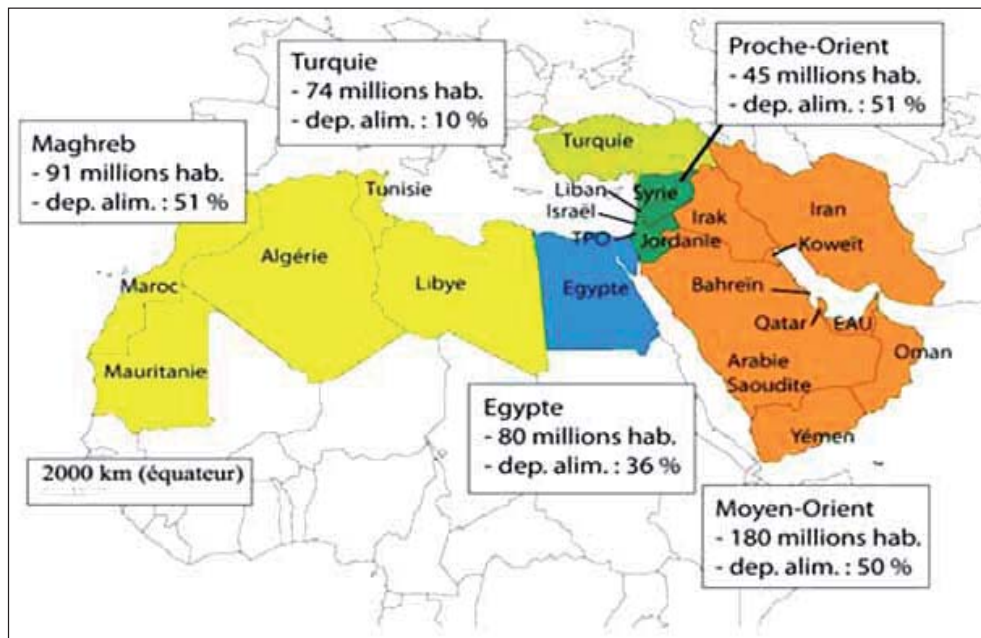 Turquie
- 74 millions hab.
- dep. alim. : 10 %
Proche-Orient
- 45 millions hab.
- dep. alim. : 51 %
Maghreb
- 91 millions hab.
- dep. alim. : 51 %
Turquie
Tunisie
Liban
Syrie
Israël
Irak
Iran
TPO
Jordanie
Koweït
Algérie
Libye
Egypte
Maroc
Bahreïn
Qatar
EAU
Oman
Mauritanie
Arabie
Saoudite
Yémen
Egypte
- 80 millions hab.
- dep. alim. : 36 %
2000 km (équateur)
Moyen-Orient
- 180 millions hab.
- dep. alim. : 50 %